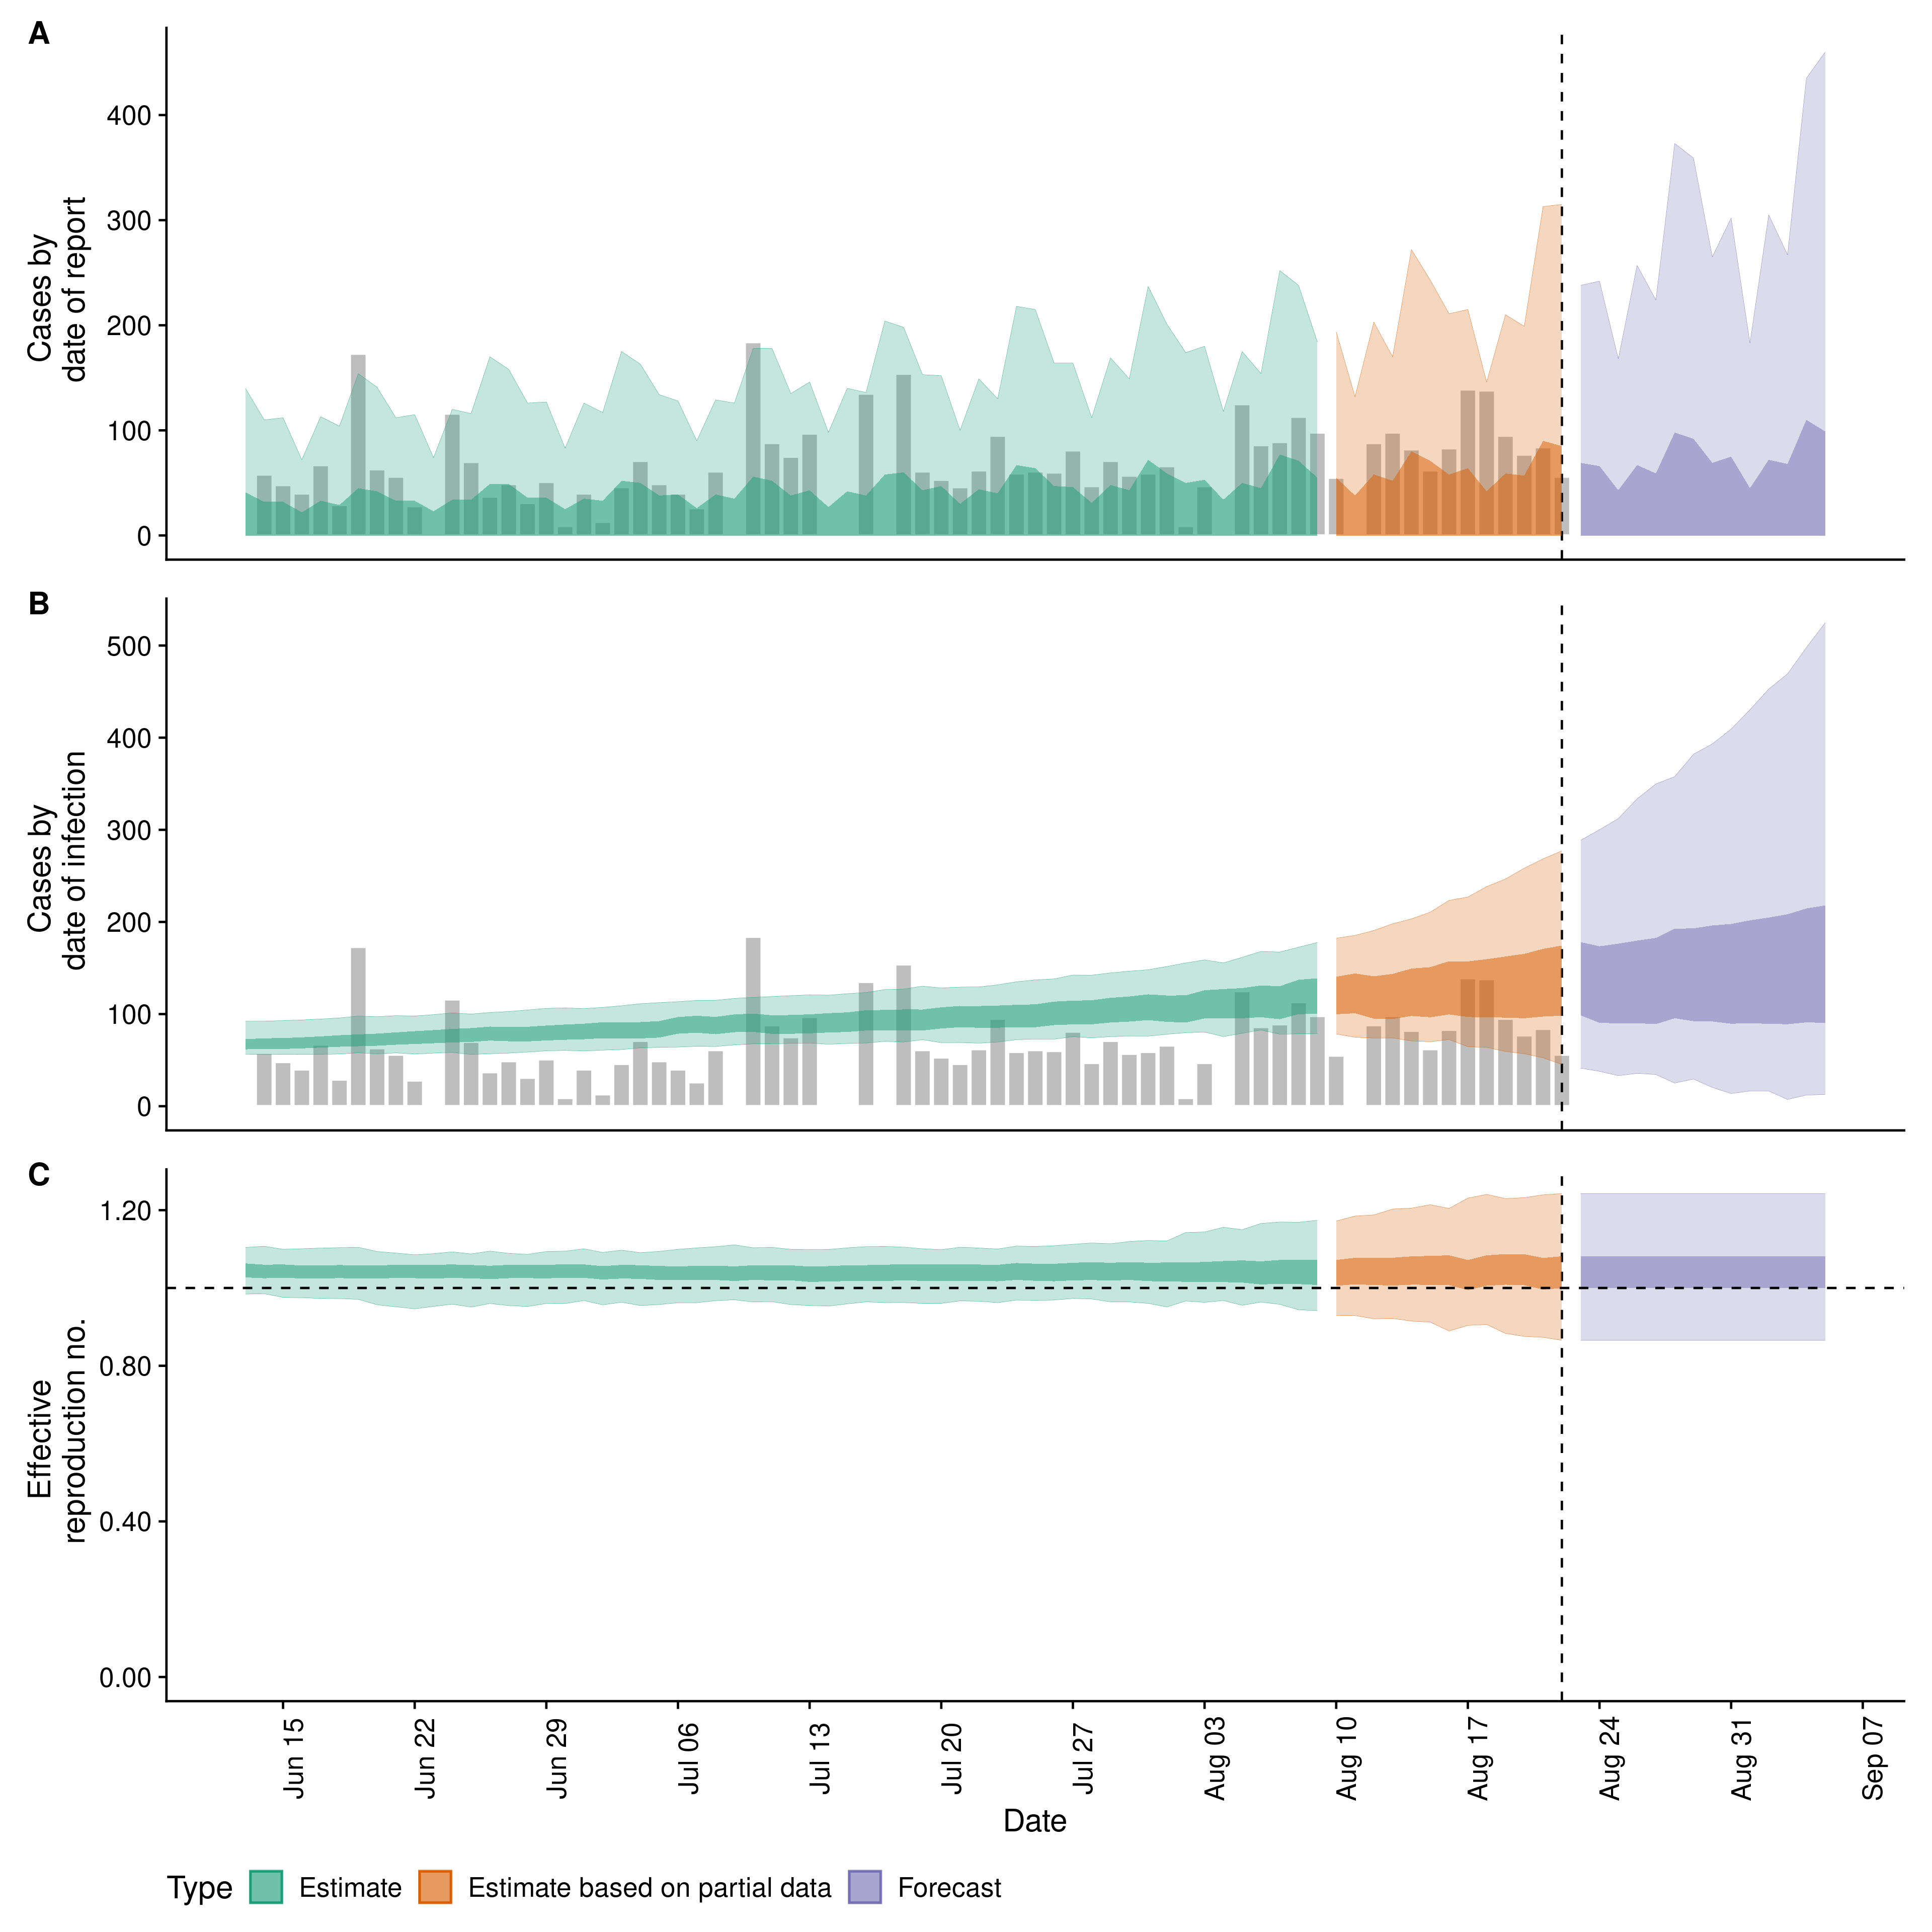 A
Cases by
date of report
400
300
200
100
0
B
Cases by
date of infection
500
400
300
200
100
0
C
Effective
reproduction no.
1.20
0.80
0.40
0.00
Jun 15
Jun 22
Jun 29
Jul 06
Jul 13
Jul 20
Jul 27
Aug 03
Aug 10
Aug 17
Aug 24
Aug 31
Sep 07
Date
Type Estimate Estimate based on partial data Forecast